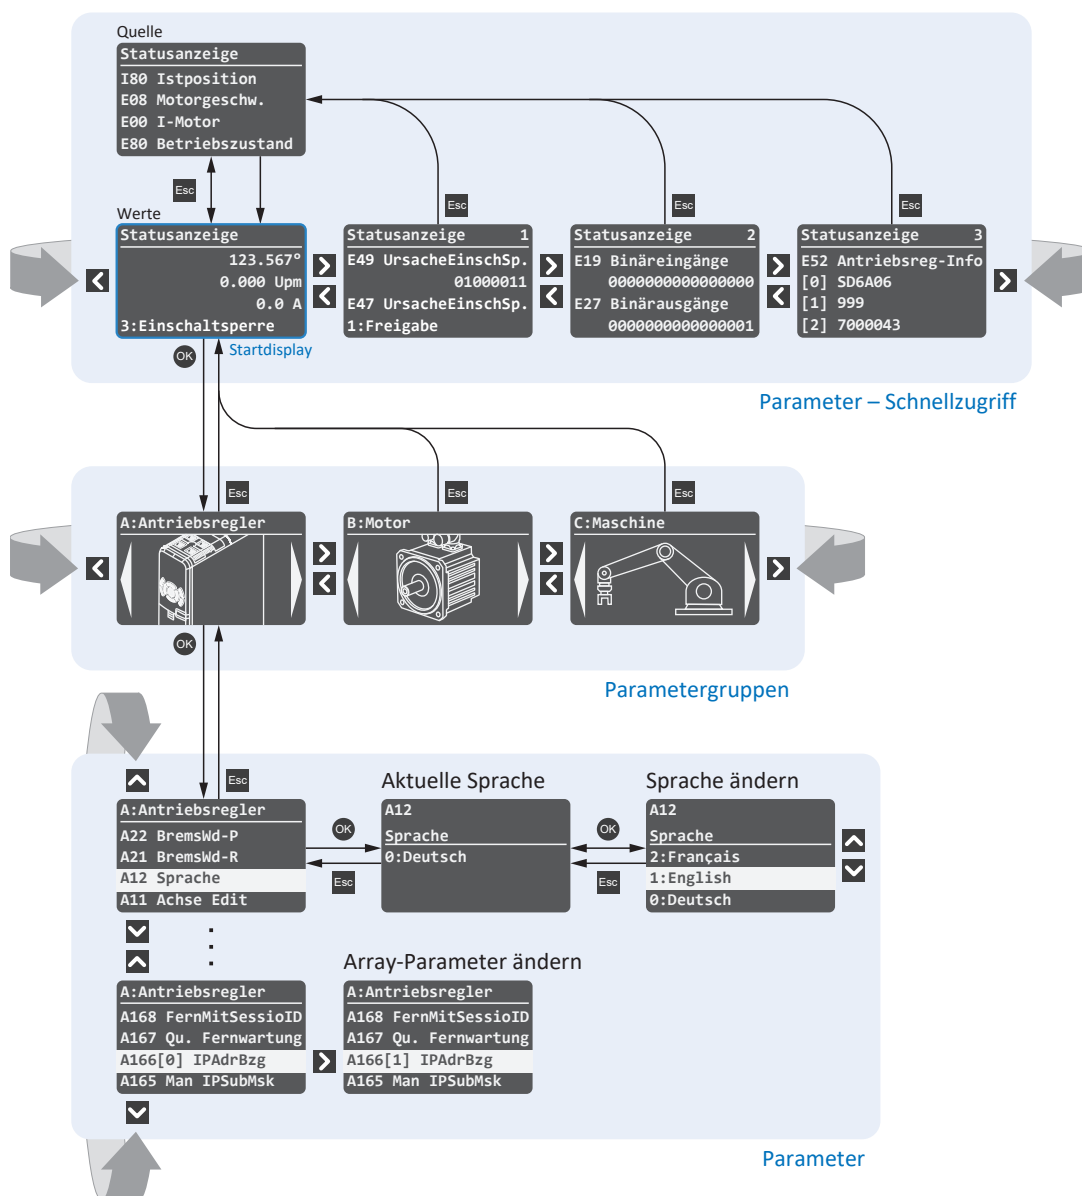 Quelle
Statusanzeige
I80 Istposition
E08 Motorgeschw.
E00 I-Motor
E80 Betriebszustand
Esc
Esc
Esc
Esc
Werte
Statusanzeige
123.567°
0.000 Upm
0.0 A
3:Einschaltsperre
Statusanzeige 1
E49 UrsacheEinschSp.
01000011
E47 UrsacheEinschSp.
1:Freigabe
Statusanzeige 2
E19 Binäreingänge
0000000000000000
E27 Binärausgänge
0000000000000001
Statusanzeige 3
E52 Antriebsreg-Info
[0] SD6A06
[1] 999
[2] 7000043
OK
Startdisplay
Parameter – Schnellzugriff
Esc
Esc
Esc
A:Antriebsregler
B:Motor
C:Maschine
OK
Parametergruppen
Esc
A:Antriebsregler
A22 BremsWd-P
A21 BremsWd-R
A12 Sprache
A11 Achse Edit
OK
Esc
Aktuelle Sprache
A12
Sprache
0:Deutsch
OK
Esc
Sprache ändern
A12
Sprache
2:Français
1:English
0:Deutsch
A:Antriebsregler
A168 FernMitSessioID
A167 Qu. Fernwartung
A166[0] IPAdrBzg
A165 Man IPSubMsk
Array-Parameter ändern
A:Antriebsregler
A168 FernMitSessioID
A167 Qu. Fernwartung
A166[1] IPAdrBzg
A165 Man IPSubMsk
Parameter